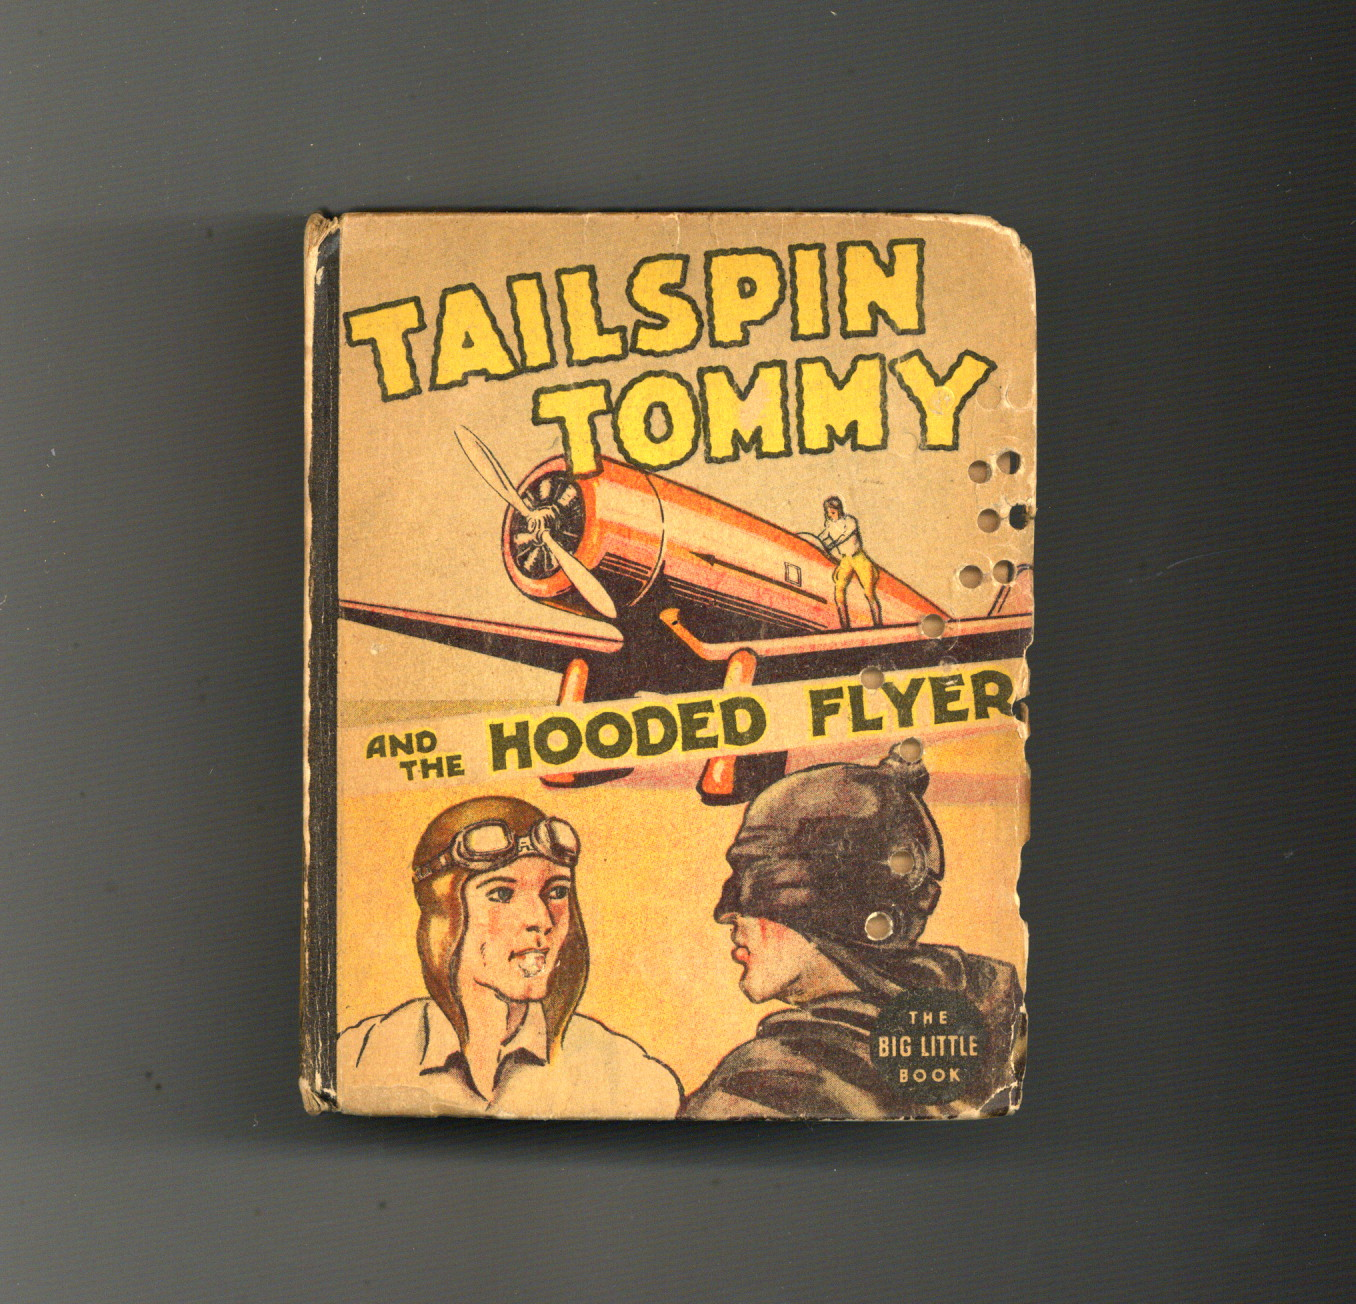 TAILSPIN
TOMMY
AND
THE
HOODED FLYER
THE
BIG LITTLE
BOOK